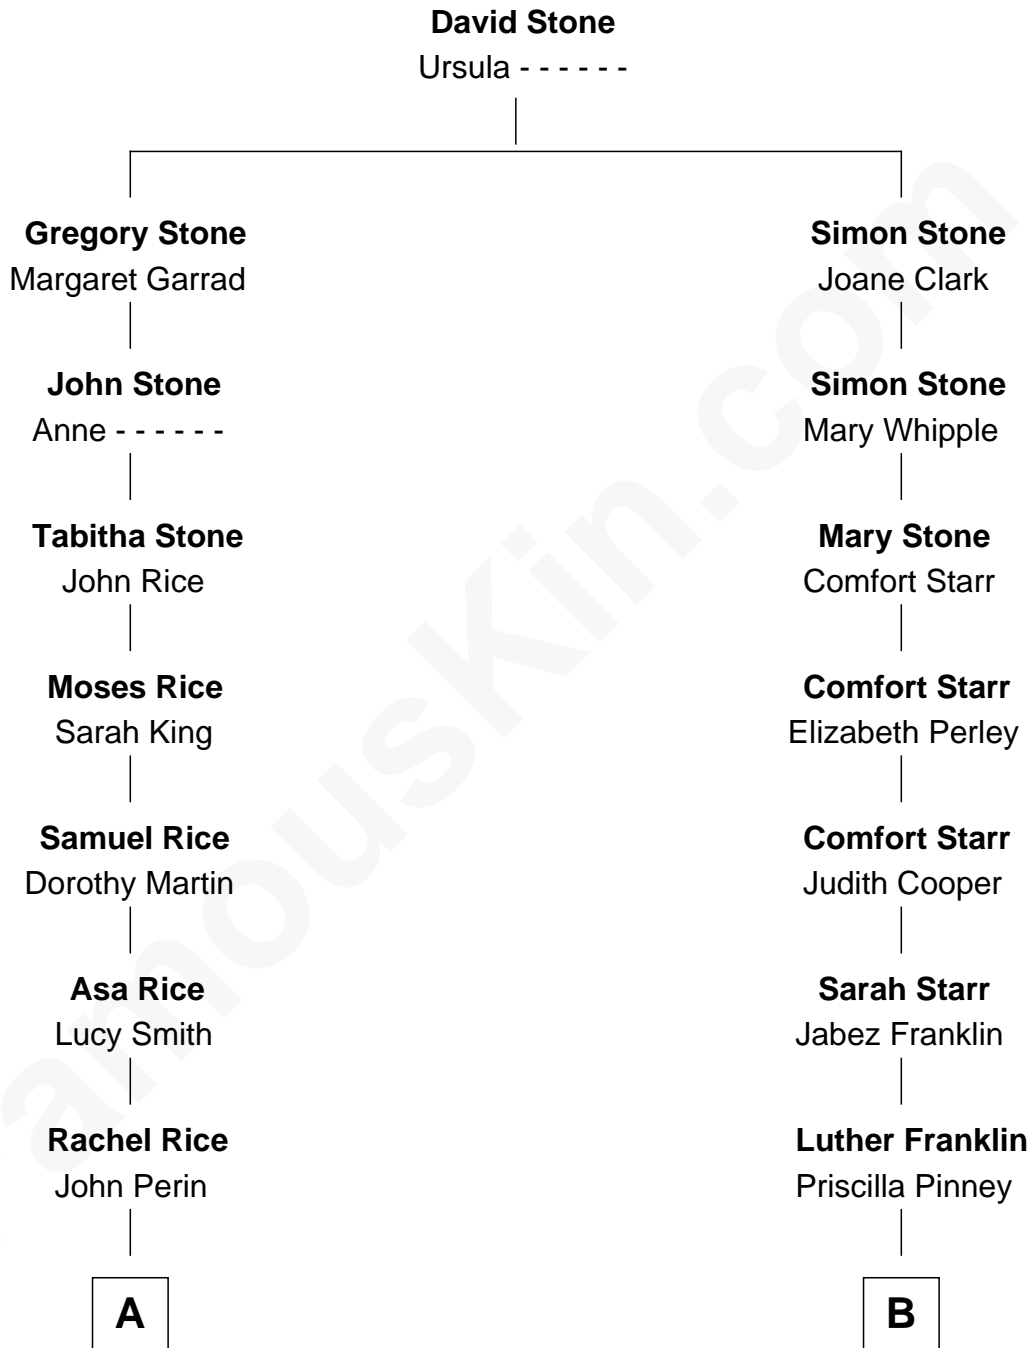 David Stone
Ursula - - - - - -
Gregory Stone
Margaret Garrad
Simon Stone
Joane Clark
John Stone
Anne - - - - - -
Simon Stone
Mary Whipple
Tabitha Stone
John Rice
Mary Stone
Comfort Starr
Moses Rice
Sarah King
Comfort Starr
Elizabeth Perley
Samuel Rice
Dorothy Martin
Comfort Starr
Judith Cooper
Asa Rice
Lucy Smith
Sarah Starr
Jabez Franklin
Rachel Rice
John Perin
Luther Franklin
Priscilla Pinney
A
B
amouskin.com